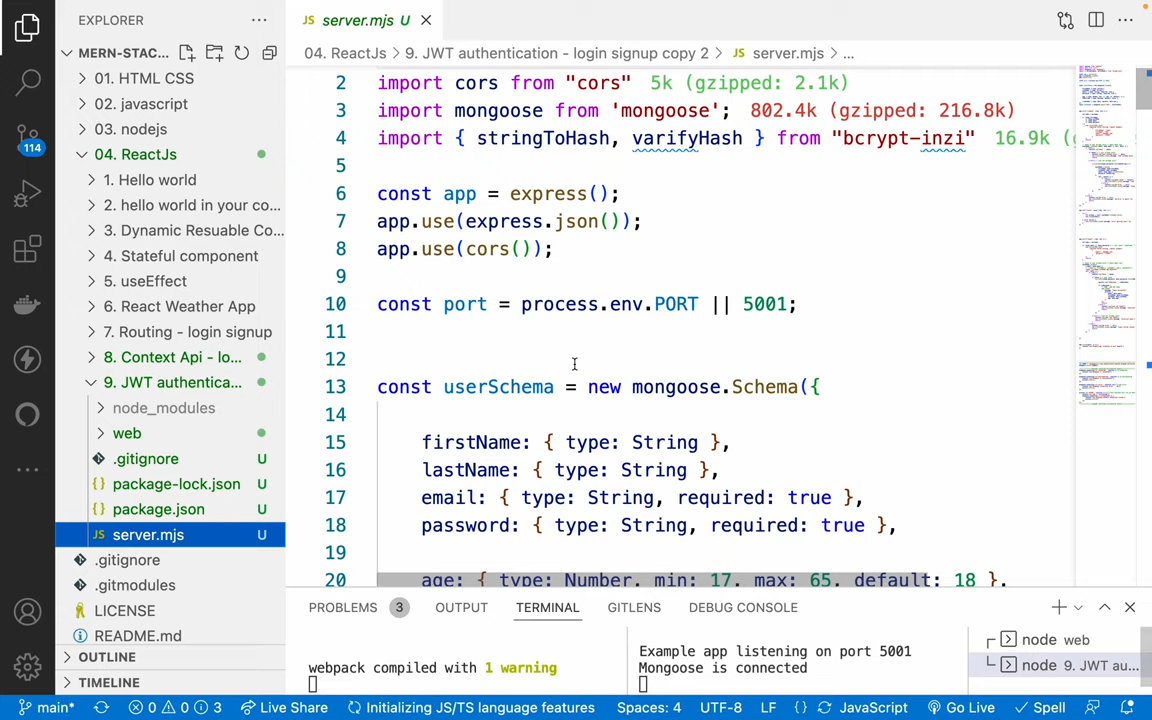 EXPLORER
server.mjs U
MERN-STAC...
04. ReactJs > 9. JWT authentication - login signup copy 2 > JS server.mjs > ...
01. HTML CSS
02. javascript
03. nodejs
04. ReactJs
1. Hello world
2. hello world in your co...
3. Dynamic Resuable Co...
4. Stateful component
5. useEffect
6. React Weather App
7. Routing - login signup
8. Context Api - lo...
9. JWT authentica...
node_modules
web
.gitignore U
package-lock.json U
package.json U
JS server.mjs U
.gitignore
.gitmodules
LICENSE
README.md
OUTLINE
TIMELINE
114
2 import cors from "cors" 5k (gzipped: 2.1k)
3 import mongoose from 'mongoose'; 802.4k (gzipped: 216.8k)
4 import { stringToHash, varifyHash } from "bcrypt-inzi" 16.9k (
5
6 const app = express();
7 app.use(express.json());
8 app.use(cors());
9
10 const port = process.env.PORT || 5001;
11
12
13 const userSchema = new mongoose.Schema({
14
15 firstName: { type: String },
16 lastName: { type: String },
17 email: { type: String, required: true },
18 password: { type: String, required: true },
19
20 age: { type: Number, min: 17, max: 65, default: 18 },
PROBLEMS 3 OUTPUT TERMINAL GITLENS DEBUG CONSOLE
webpack compiled with 1 warning
Example app listening on port 5001
Mongoose is connected
node web
node 9. JWT au...
main* 0 0 3 Live Share Initializing JS/TS language features Spaces: 4 UTF-8 LF {} JavaScript Go Live Spell